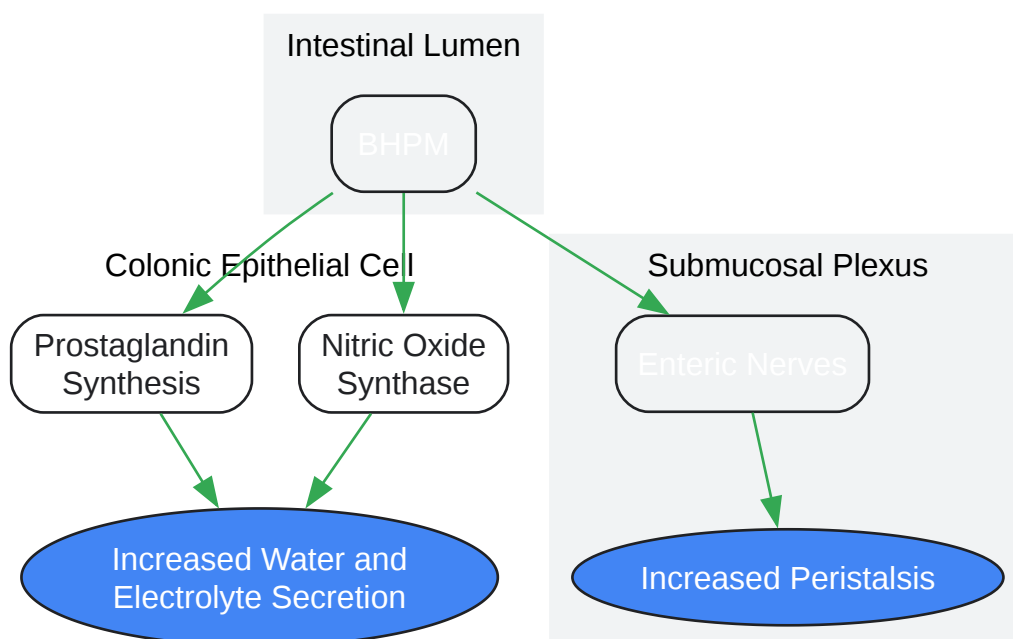 Intestinal Lumen
BHPM
Colonic Epithelial Cell
Submucosal Plexus
Prostaglandin
Synthesis
Nitric Oxide
Synthase
Enteric Nerves
Increased Water and
Electrolyte Secretion
Increased Peristalsis